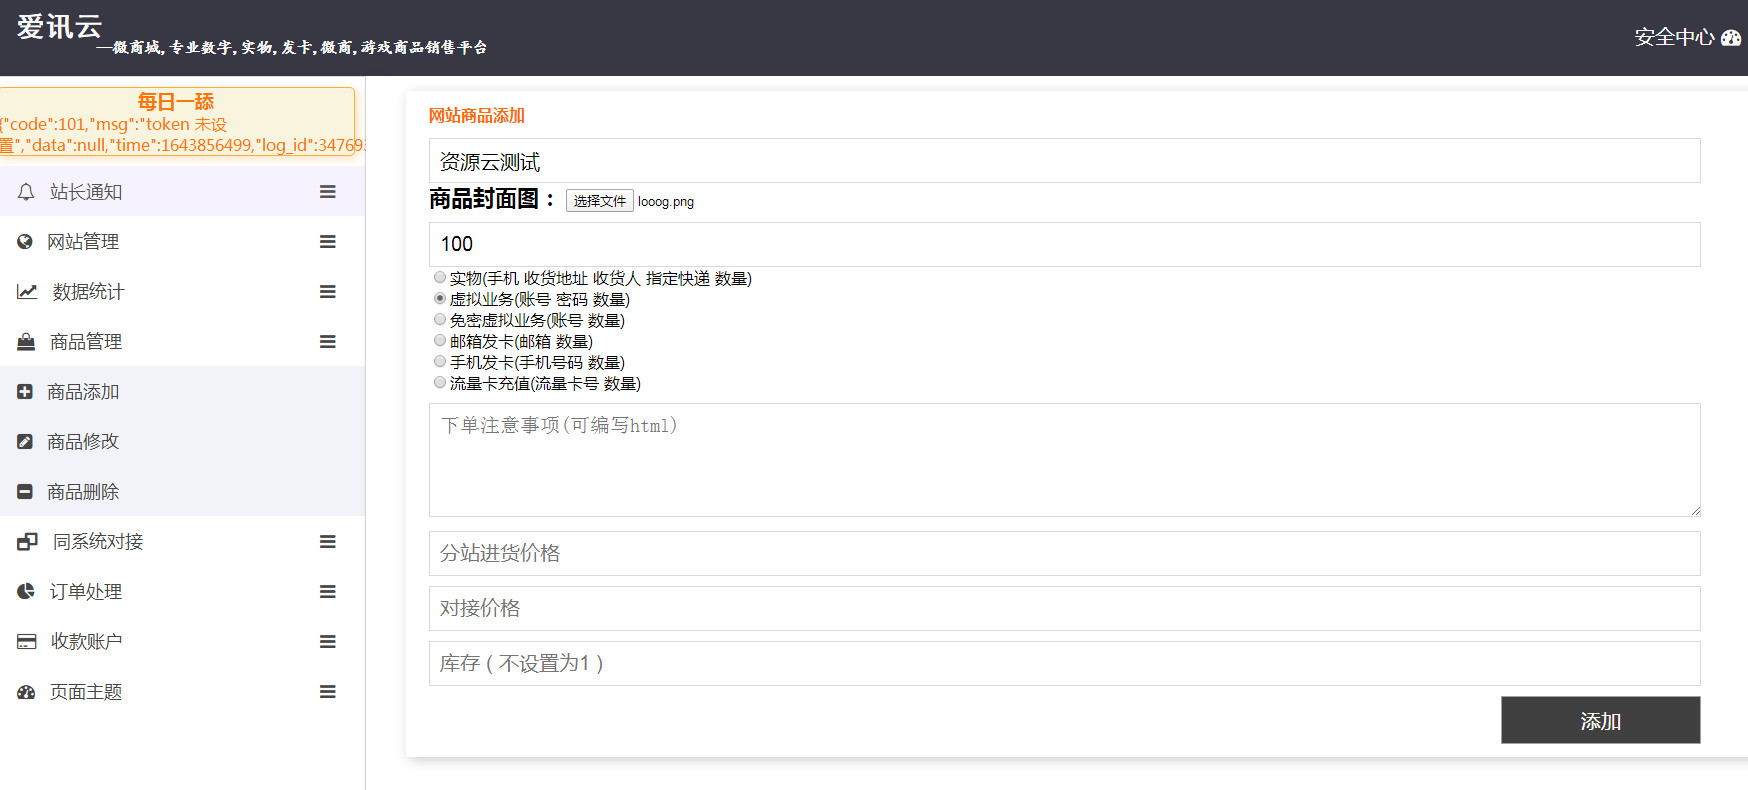 爱讯云
—微商城,专业数字,实物,发卡,微商,游戏商品销售平台
安全中心
每日一舔
{"code":101,"msg":"token 未设
置","data":null,"time":1643856499,"log_id":34769
站长通知
网站管理
数据统计
商品管理
商品添加
商品修改
商品删除
同系统对接
订单处理
收款账户
页面主题
网站商品添加
资源云测试
商品封面图： 选择文件 looog.png
100
实物(手机 收货地址 收货人 指定快递 数量)
虚拟业务(账号 密码 数量)
免密虚拟业务(账号 数量)
邮箱发卡(邮箱 数量)
手机发卡(手机号码 数量)
流量卡充值(流量卡号 数量)
下单注意事项(可编写html)
分站进货价格
对接价格
库存（不设置为1）
添加